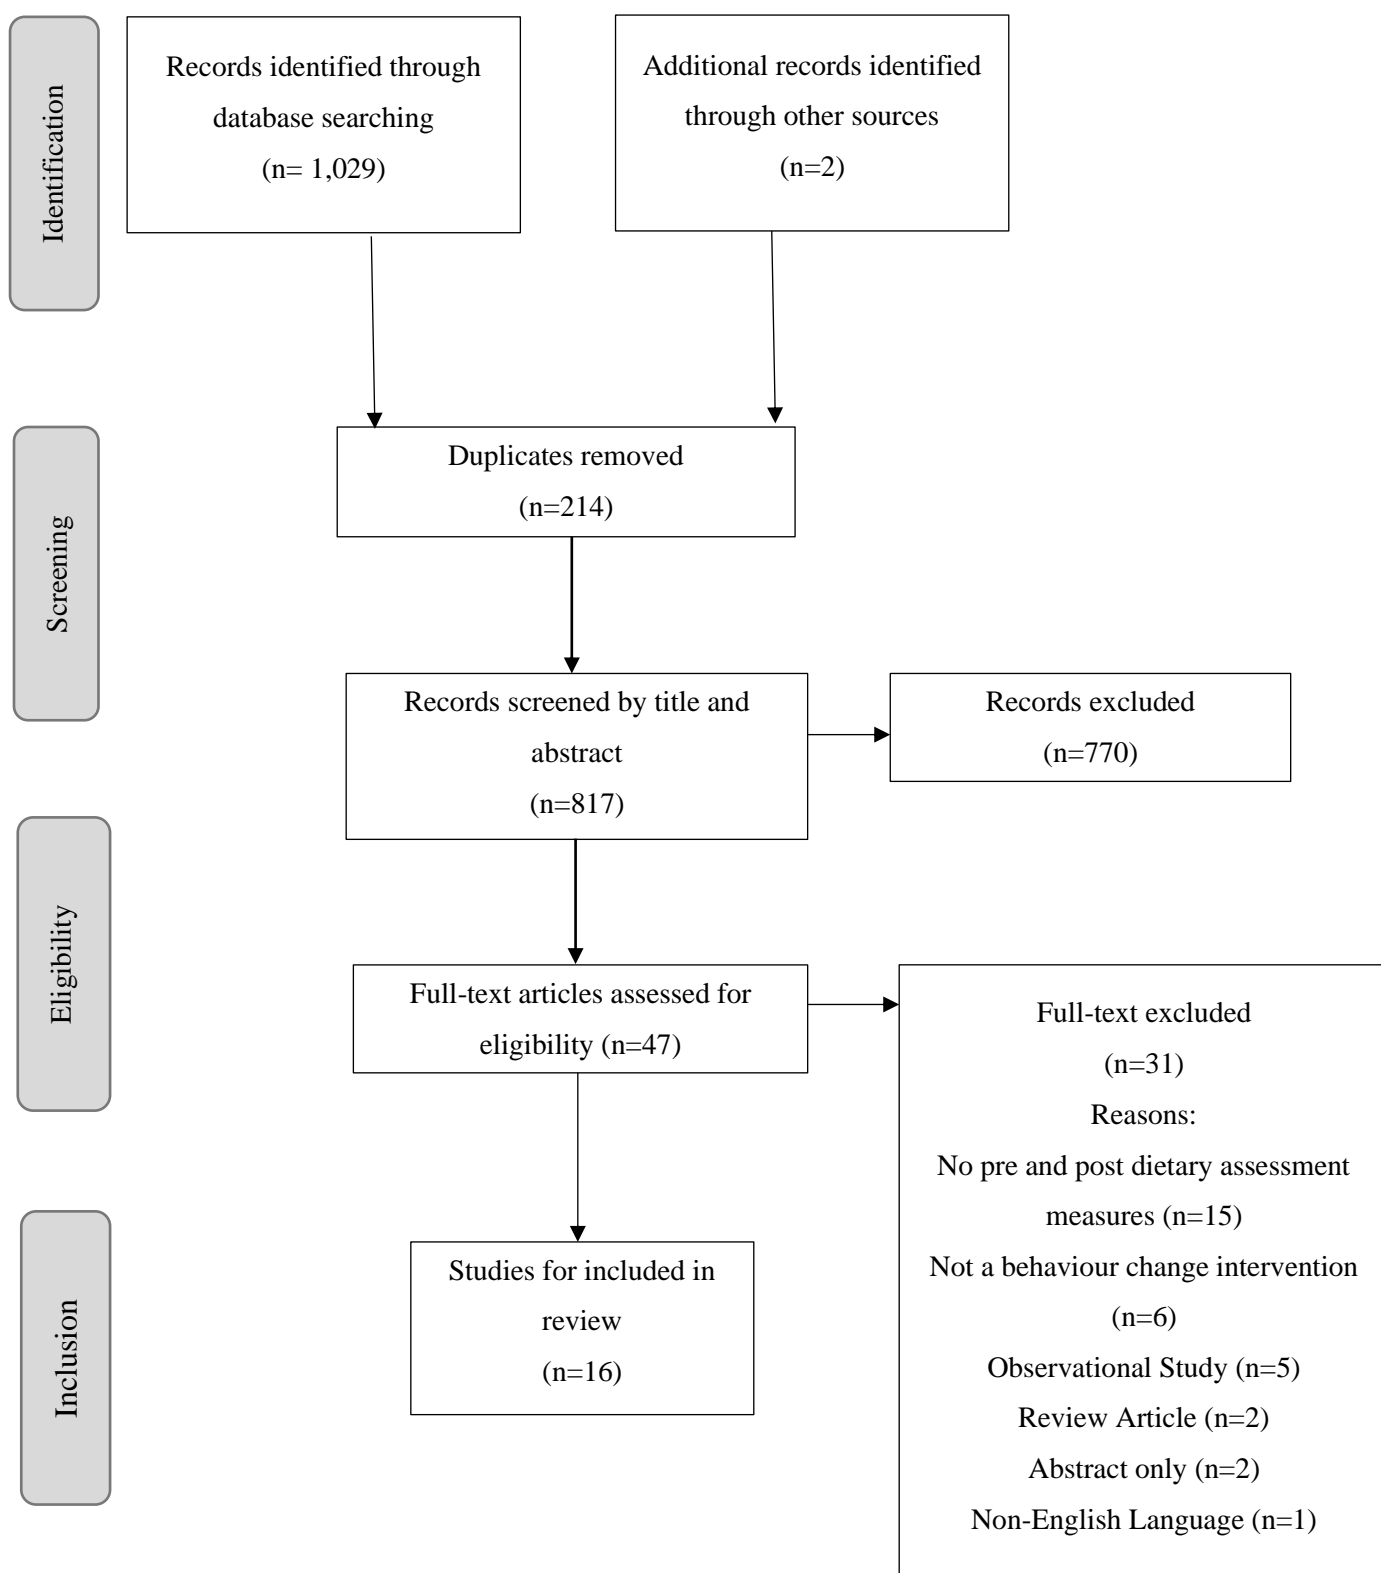 Identification
Records identified through
database searching
(n= 1,029)
Additional records identified
through other sources
(n=2)
Screening
Duplicates removed
(n=214)
Records screened by title and
abstract
(n=817)
Records excluded
(n=770)
Eligibility
Full-text articles assessed for
eligibility (n=47)
Full-text excluded
(n=31)
Reasons:
No pre and post dietary assessment
measures (n=15)
Not a behaviour change intervention
(n=6)
Observational Study (n=5)
Review Article (n=2)
Abstract only (n=2)
Non-English Language (n=1)
Inclusion
Studies for included in
review
(n=16)